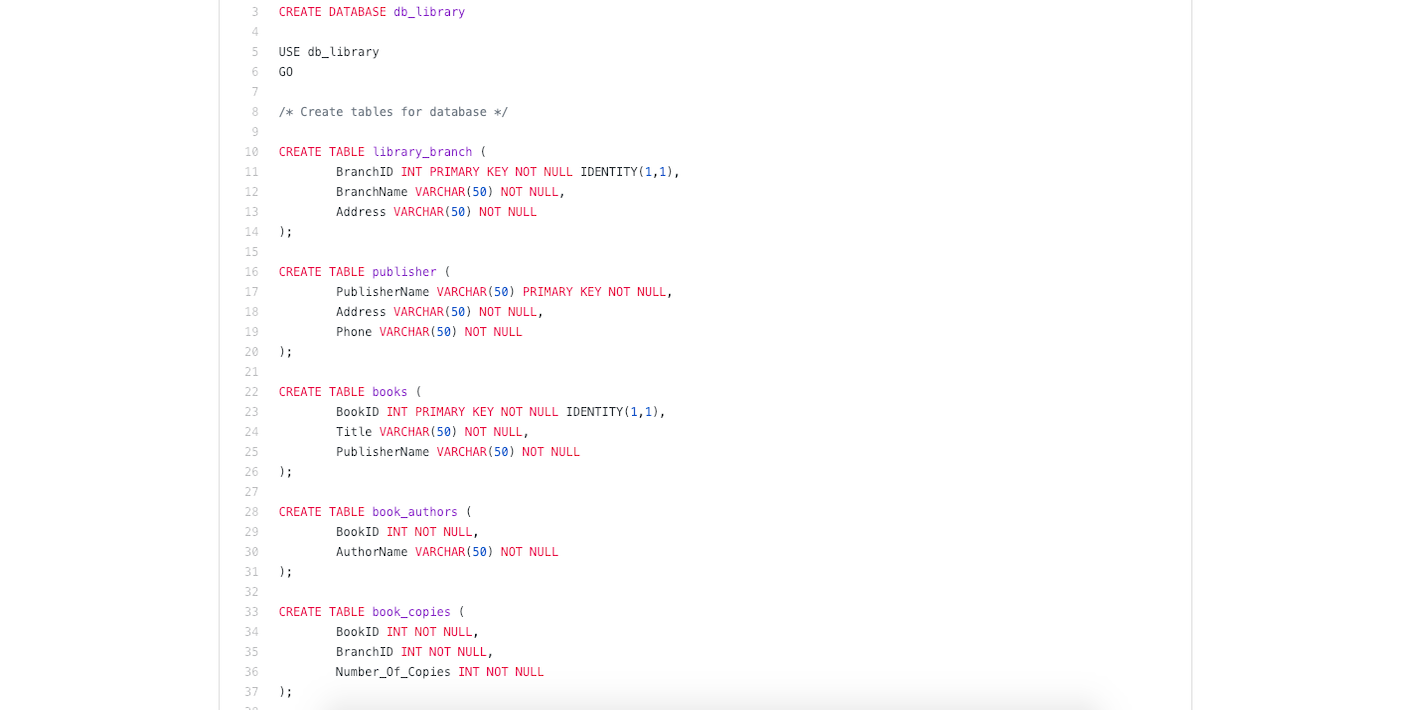 3 CREATE DATABASE db_library
4
5 USE db_library
6 GO
7
8 /* Create tables for database */
9
10 CREATE TABLE library_branch (
11 BranchID INT PRIMARY KEY NOT NULL IDENTITY(1,1),
12 BranchName VARCHAR(50) NOT NULL,
13 Address VARCHAR(50) NOT NULL
14 );
15
16 CREATE TABLE publisher (
17 PublisherName VARCHAR(50) PRIMARY KEY NOT NULL,
18 Address VARCHAR(50) NOT NULL,
19 Phone VARCHAR(50) NOT NULL
20 );
21
22 CREATE TABLE books (
23 BookID INT PRIMARY KEY NOT NULL IDENTITY(1,1),
24 Title VARCHAR(50) NOT NULL,
25 PublisherName VARCHAR(50) NOT NULL
26 );
27
28 CREATE TABLE book_authors (
29 BookID INT NOT NULL,
30 AuthorName VARCHAR(50) NOT NULL
31 );
32
33 CREATE TABLE book_copies (
34 BookID INT NOT NULL,
35 BranchID INT NOT NULL,
36 Number_Of_Copies INT NOT NULL
37 );